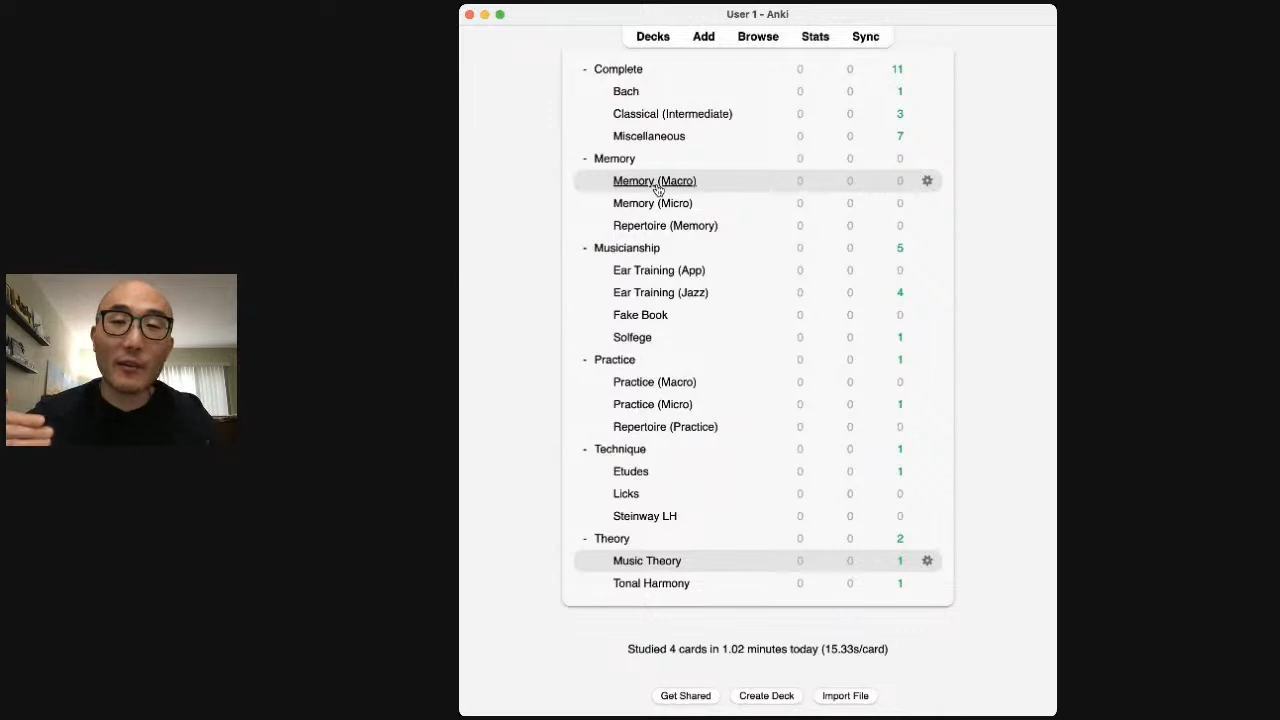 User 1 - Anki
Decks Add Browse Stats Sync
- Complete 0 0 11
Bach 0 0 1
Classical (Intermediate) 0 0 3
Miscellaneous 0 0 7
- Memory 0 0 0
Memory (Macro) 0 0 0
Memory (Micro) 0 0 0
Repertoire (Memory) 0 0 0
- Musicianship 0 0 5
Ear Training (App) 0 0 0
Ear Training (Jazz) 0 0 4
Fake Book 0 0 0
Solfege 0 0 1
- Practice 0 0 1
Practice (Macro) 0 0 0
Practice (Micro) 0 0 1
Repertoire (Practice) 0 0 0
- Technique 0 0 1
Etudes 0 0 1
Licks 0 0 0
Steinway LH 0 0 0
- Theory 0 0 2
Music Theory 0 0 1
Tonal Harmony 0 0 1
Studied 4 cards in 1.02 minutes today (15.33s/card)
Get Shared Create Deck Import File